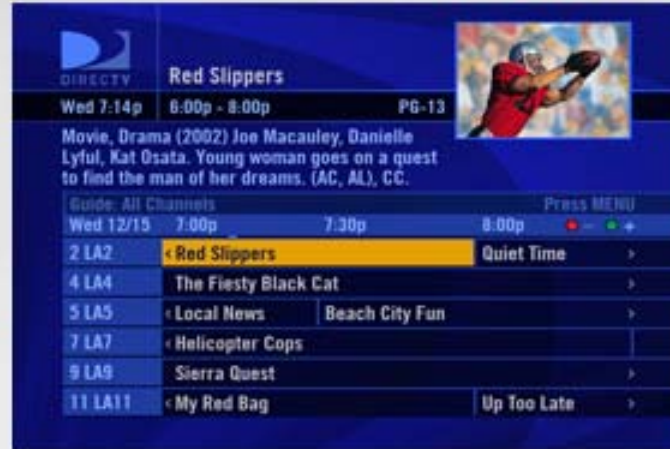 DIRECTV
Red Slippers
Wed 7:14p 6:00p - 8:00p PG-13
Movie, Drama (2002) Joe Macauley, Danielle
Lyful, Kat Osata. Young woman goes on a quest
to find the man of her dreams. (AC, AL), CC.
Guide: All Channels Press MENU
Wed 12/15 7:00p 7:30p 8:00p - +
2 LA2 ‹ Red Slippers Quiet Time ›
4 LA4 The Fiesty Black Cat ›
5 LA5 ‹ Local News Beach City Fun ›
7 LA7 ‹ Helicopter Cops
9 LA9 Sierra Quest ›
11 LA11 ‹ My Red Bag Up Too Late ›